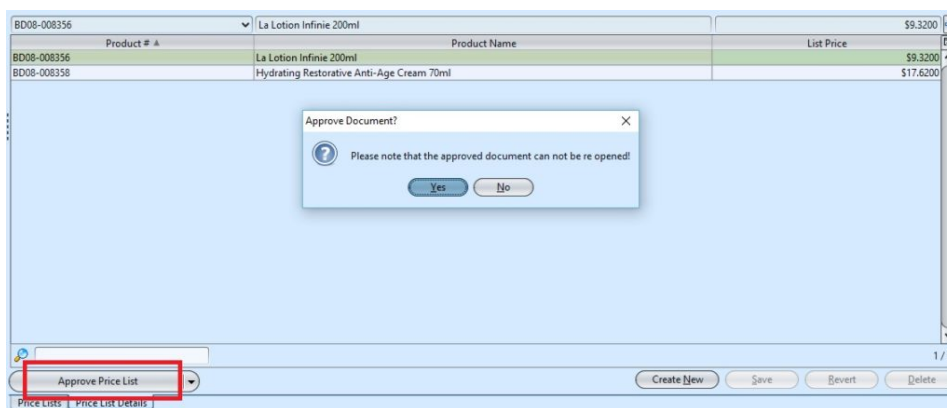 BD08-008356 La Lotion Infinie 200ml $9.3200
Product # Product Name List Price
BD08-008356 La Lotion Infinie 200ml $9.3200
BD08-008358 Hydrating Restorative Anti-Age Cream 70ml $17.6200
Approve Document?
Please note that the approved document can not be re opened!
Yes No
1 /
Approve Price List Create New Save Revert Delete
Price Lists Price List Details